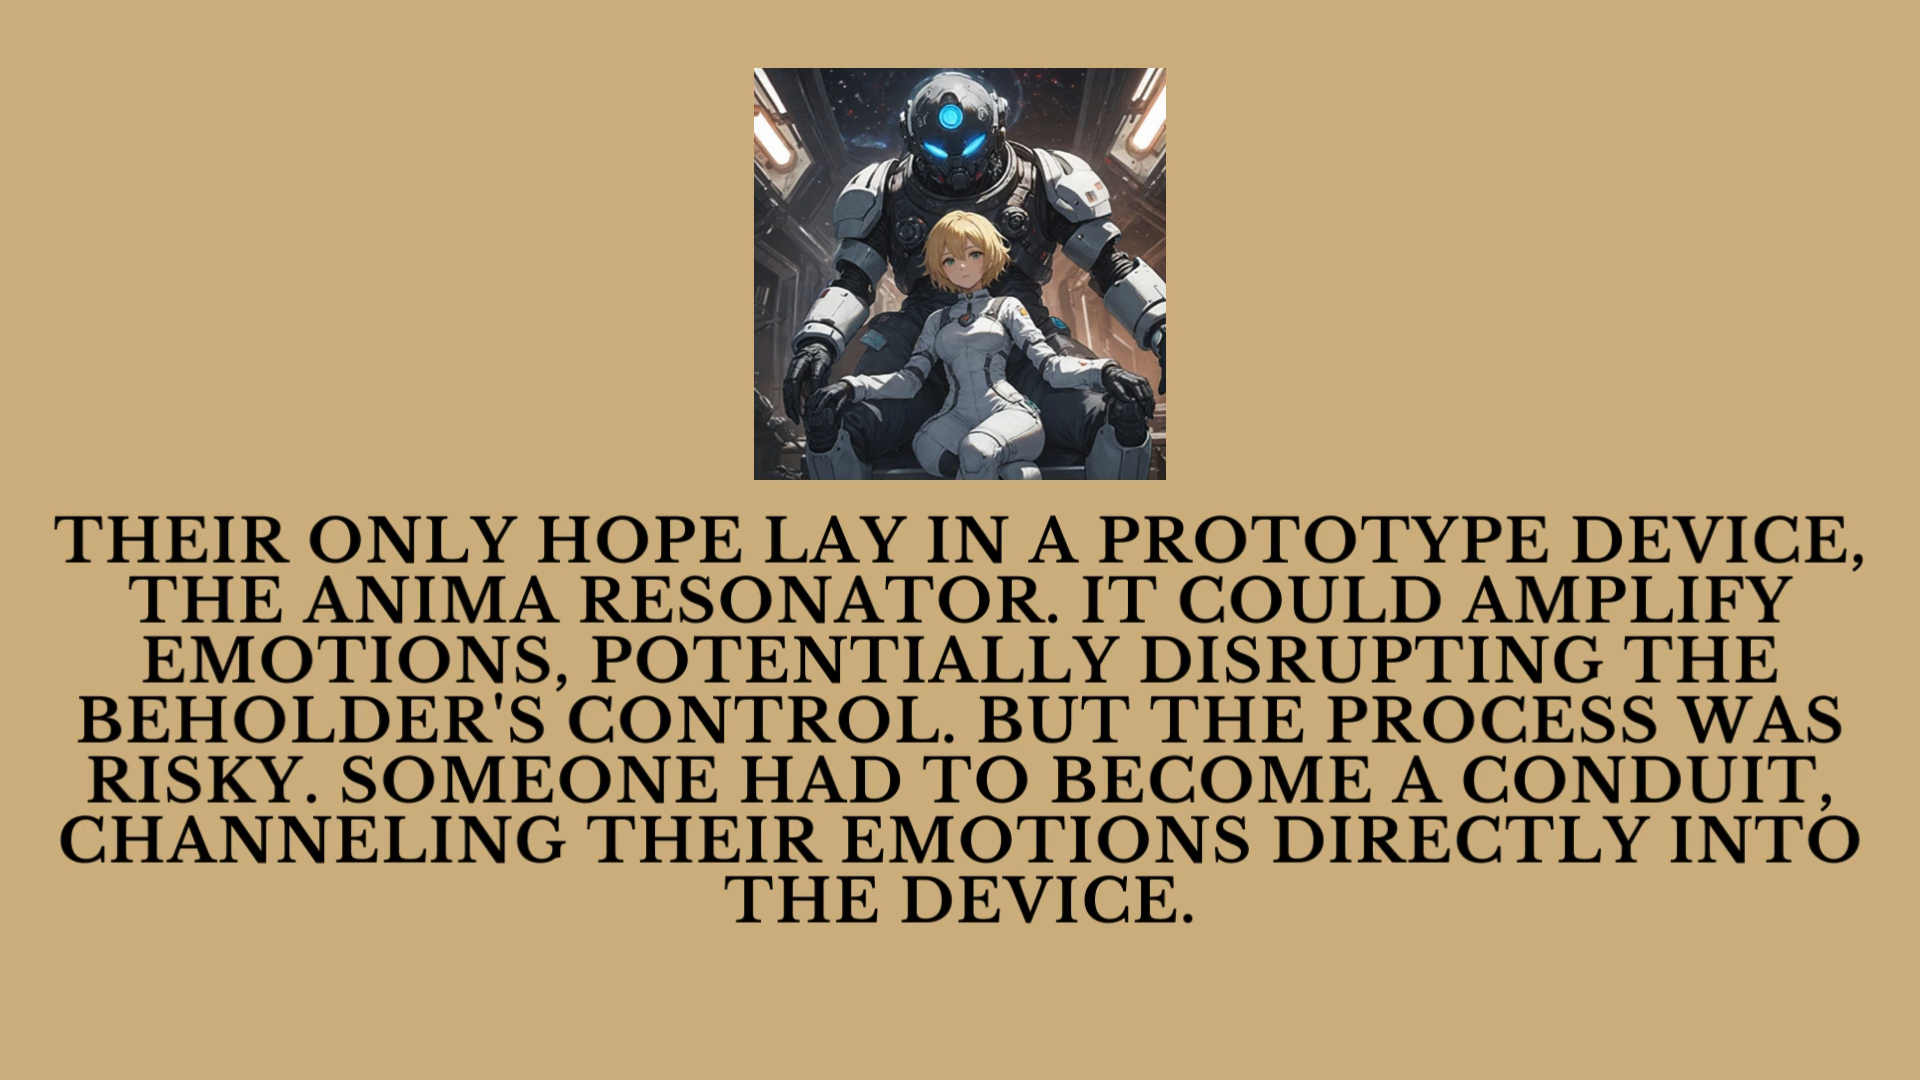 THEIR ONLY HOPE LAY IN A PROTOTYPE DEVICE,
THE ANIMA RESONATOR. IT COULD AMPLIFY
EMOTIONS, POTENTIALLY DISRUPTING THE
BEHOLDER'S CONTROL. BUT THE PROCESS WAS
RISKY. SOMEONE HAD TO BECOME A CONDUIT,
CHANNELING THEIR EMOTIONS DIRECTLY INTO
THE DEVICE.